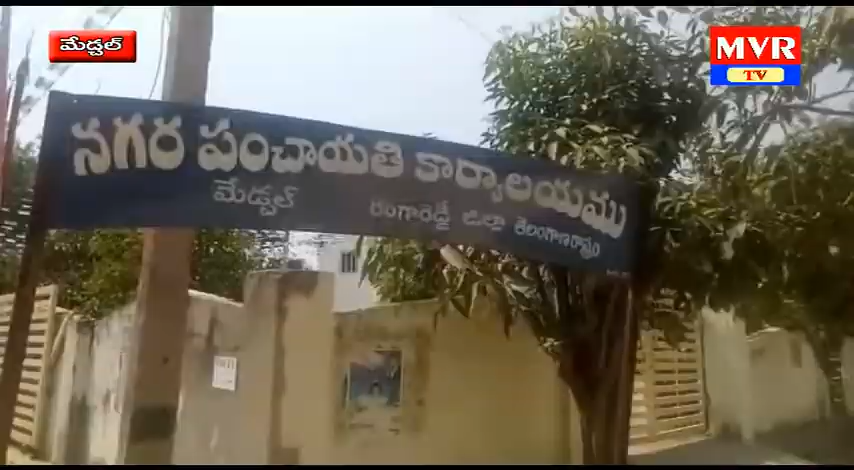 మేడ్చల్
MVR
TV
నగర పంచాయతి కార్యాలయము
మేడ్చల్ రంగారెడ్డి జిల్లా తెలంగాణరాష్ట్రం